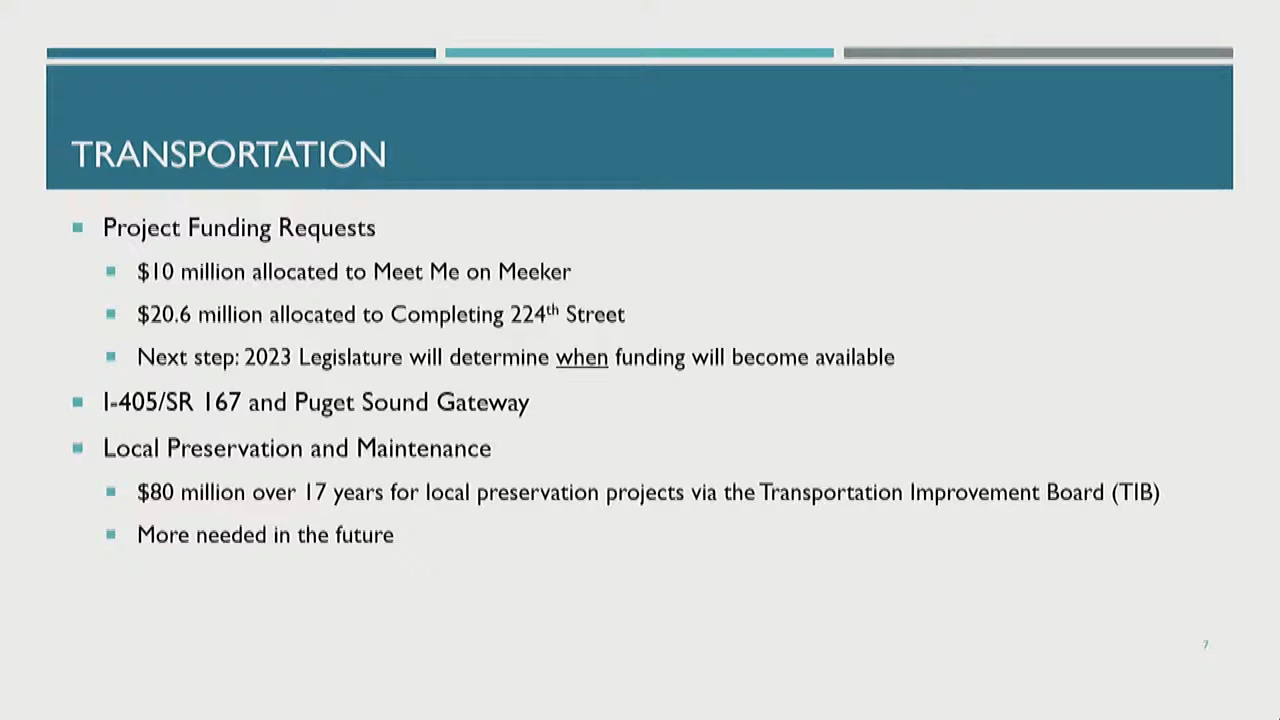 TRANSPORTATION
Project Funding Requests
$10 million allocated to Meet Me on Meeker
$20.6 million allocated to Completing 224th Street
Next step: 2023 Legislature will determine when funding will become available
I-405/SR 167 and Puget Sound Gateway
Local Preservation and Maintenance
$80 million over 17 years for local preservation projects via the Transportation Improvement Board (TIB)
More needed in the future
7